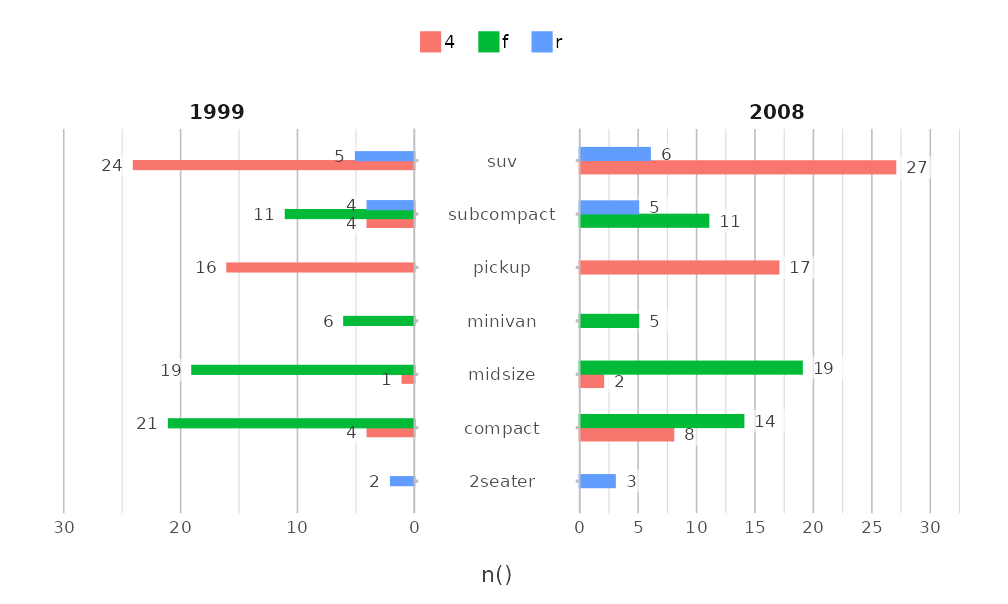 4 f r
1999 2008
5 6
24 suv 27
4 5
11 subcompact 11
4
16 pickup 17
6 minivan 5
19 19
1 midsize 2
21 14
4 compact 8
2 2seater 3
30 20 10 0 0 5 10 15 20 25 30
n()